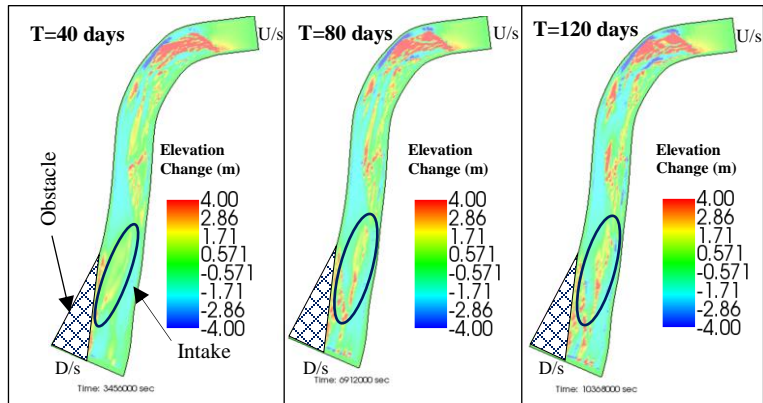 T=40 days
U/s
Elevation
Change (m)
4.00
2.86
1.71
0.571
-0.571
-1.71
-2.86
-4.00
Obstacle
Intake
D/s
Time: 3456000 sec
T=80 days
U/s
Elevation
Change (m)
4.00
2.86
1.71
0.571
-0.571
-1.71
-2.86
-4.00
D/s
Time: 6912000 sec
T=120 days
U/s
Elevation
Change (m)
4.00
2.86
1.71
0.571
-0.571
-1.71
-2.86
-4.00
D/s
Time: 10368000 sec